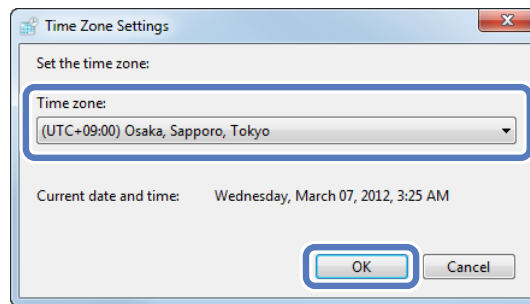 Time Zone Settings
Set the time zone:
Time zone:
(UTC+09:00) Osaka, Sapporo, Tokyo
Current date and time: Wednesday, March 07, 2012, 3:25 AM
OK Cancel